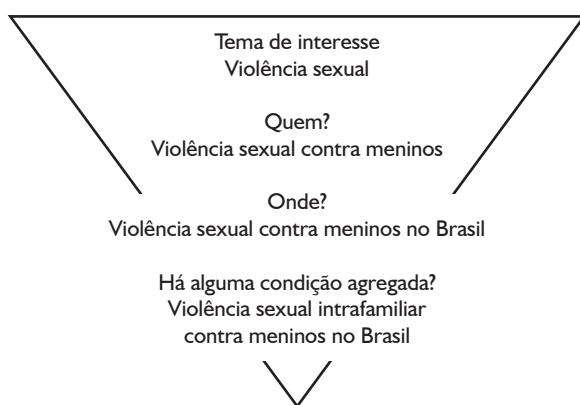 Tema de interesse
Violência sexual
Quem?
Violência sexual contra meninos
Onde?
Violência sexual contra meninos no Brasil
Há alguma condição agregada?
Violência sexual intrafamiliar
contra meninos no Brasil